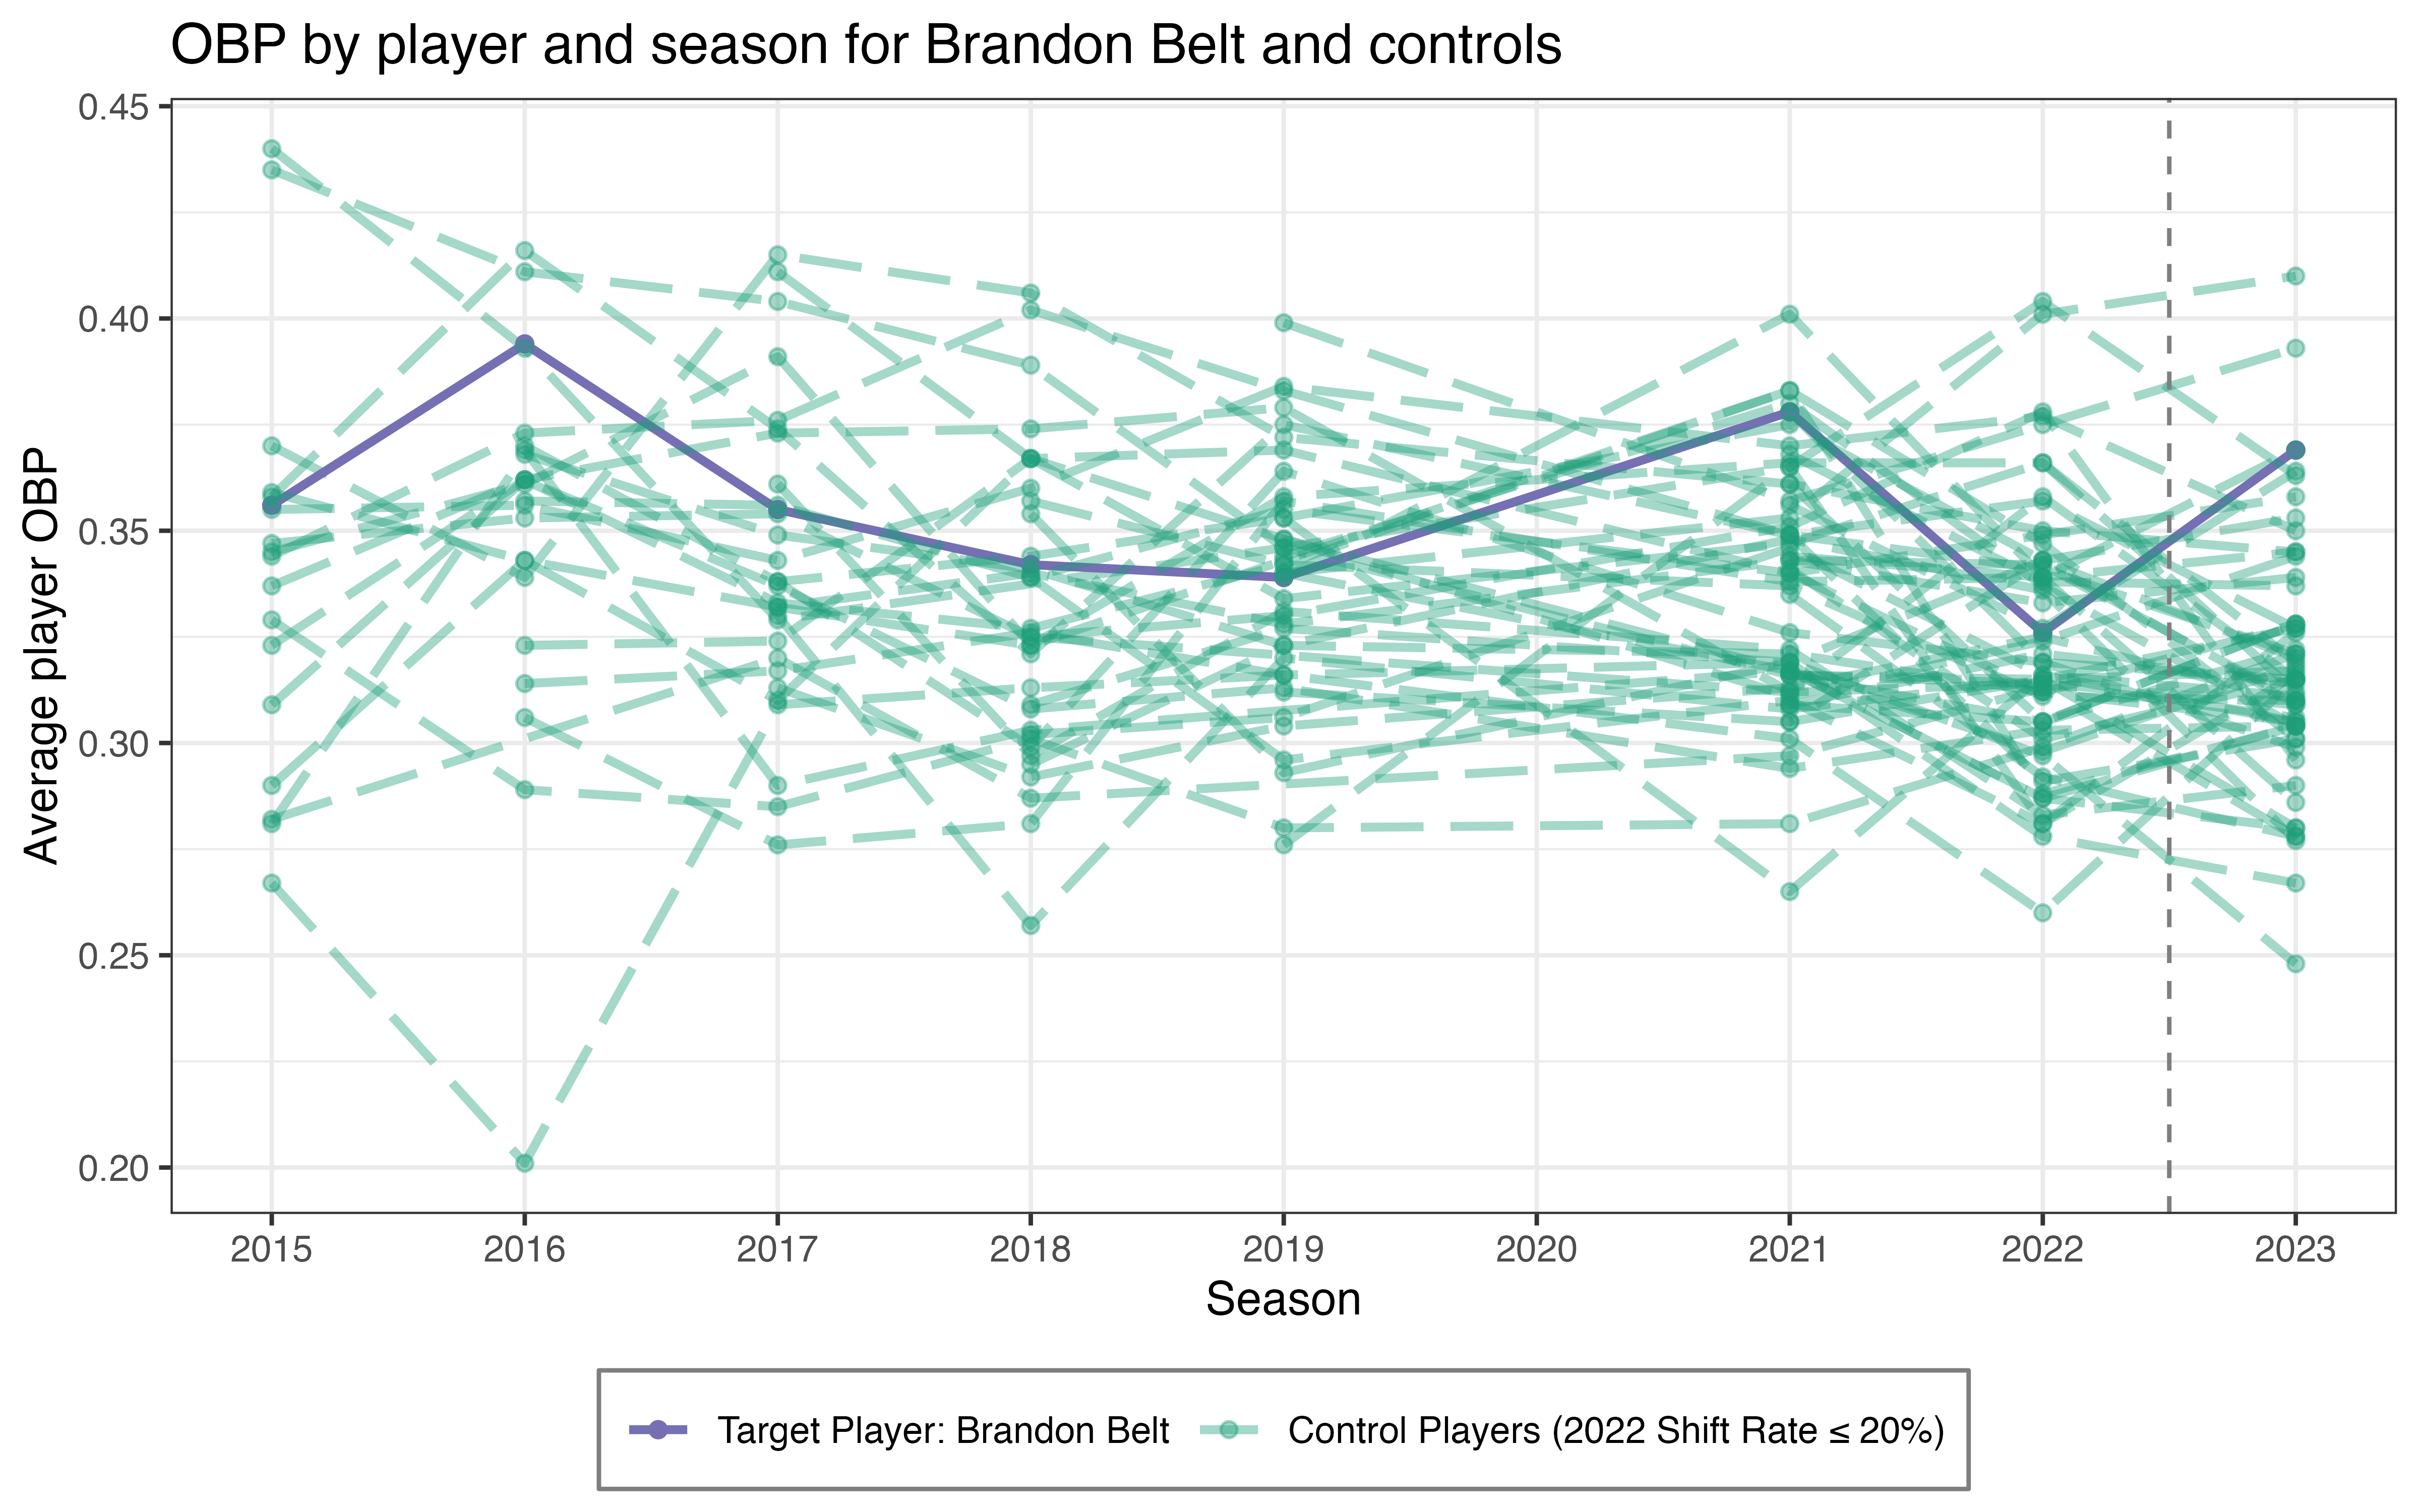 OBP by player and season for Brandon Belt and controls
Average player OBP
0.45
0.40
0.35
0.30
0.25
0.20
2015 2016 2017 2018 2019 2020 2021 2022 2023
Season
Target Player: Brandon Belt Control Players (2022 Shift Rate ≤ 20%)